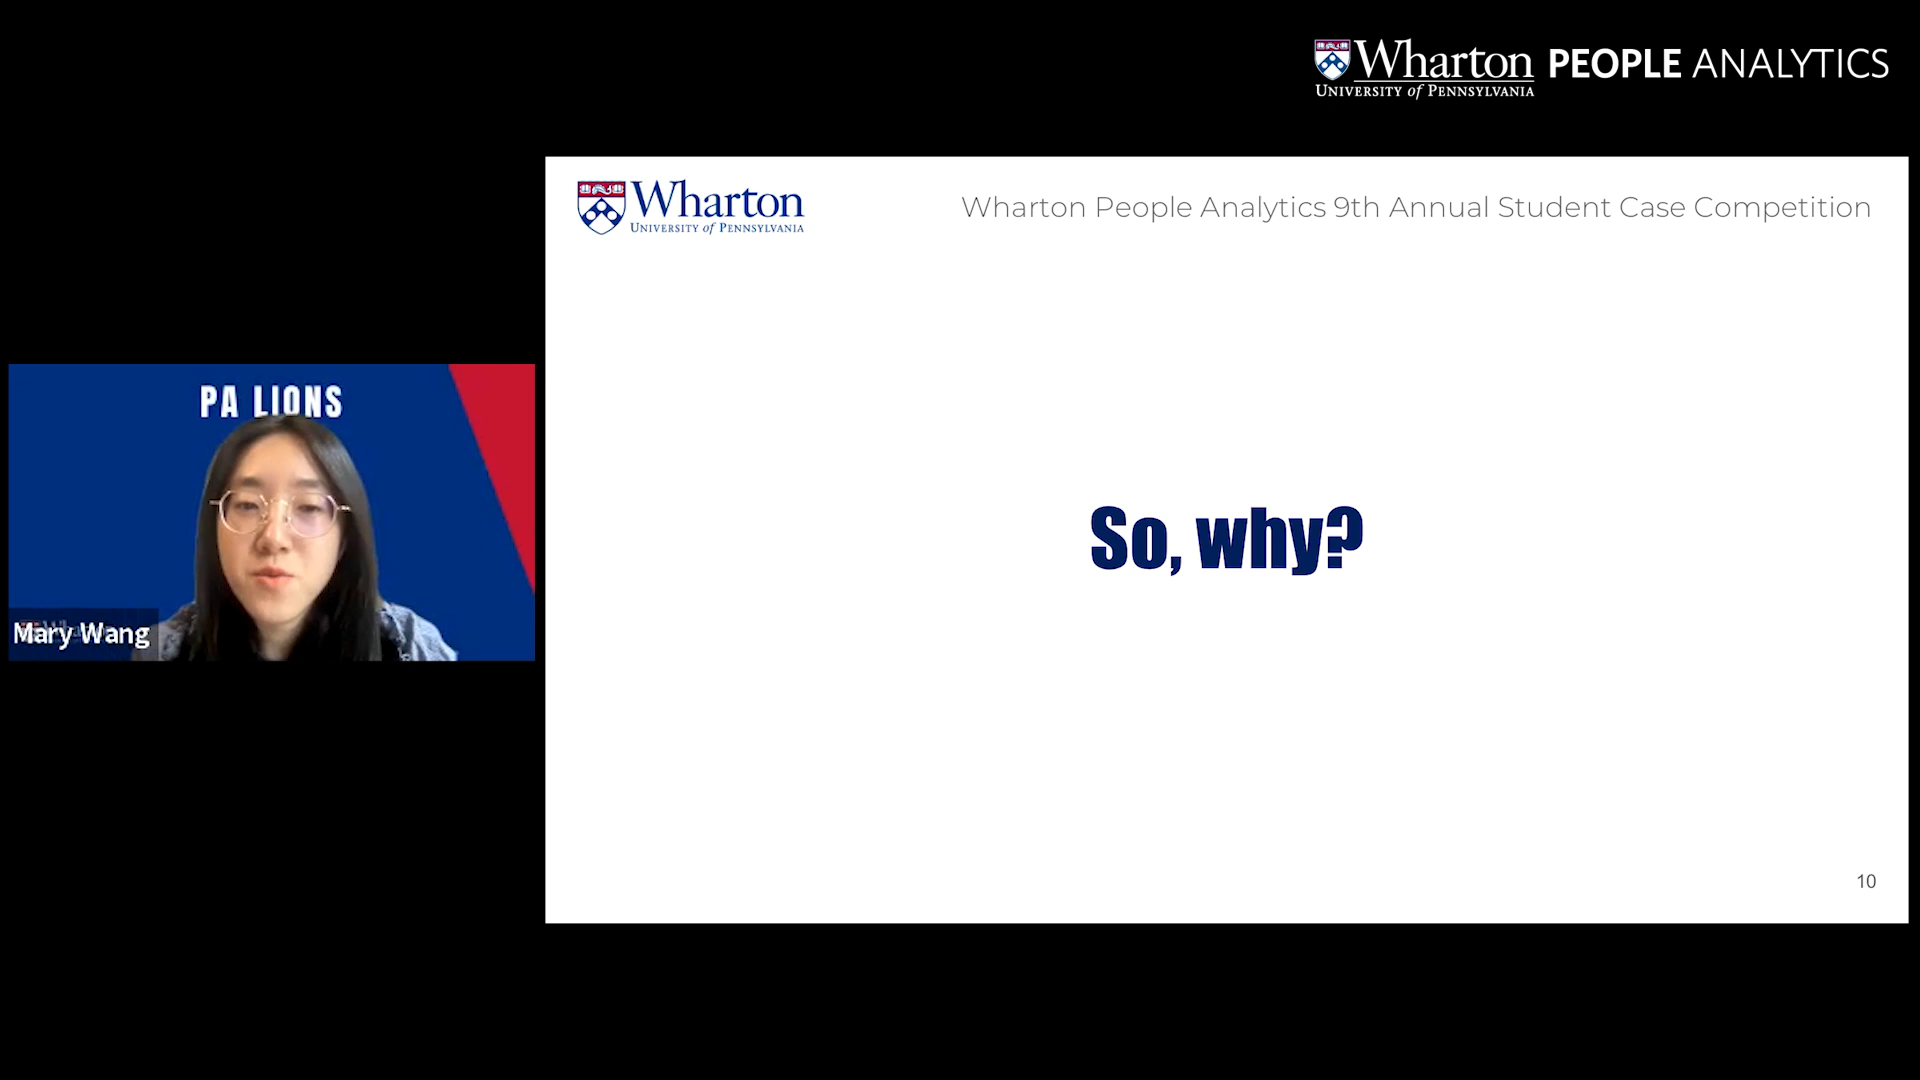 Wharton PEOPLE ANALYTICS
UNIVERSITY of PENNSYLVANIA
Wharton
UNIVERSITY of PENNSYLVANIA
Wharton People Analytics 9th Annual Student Case Competition
PA LIONS
Mary Wang
So, why?
10